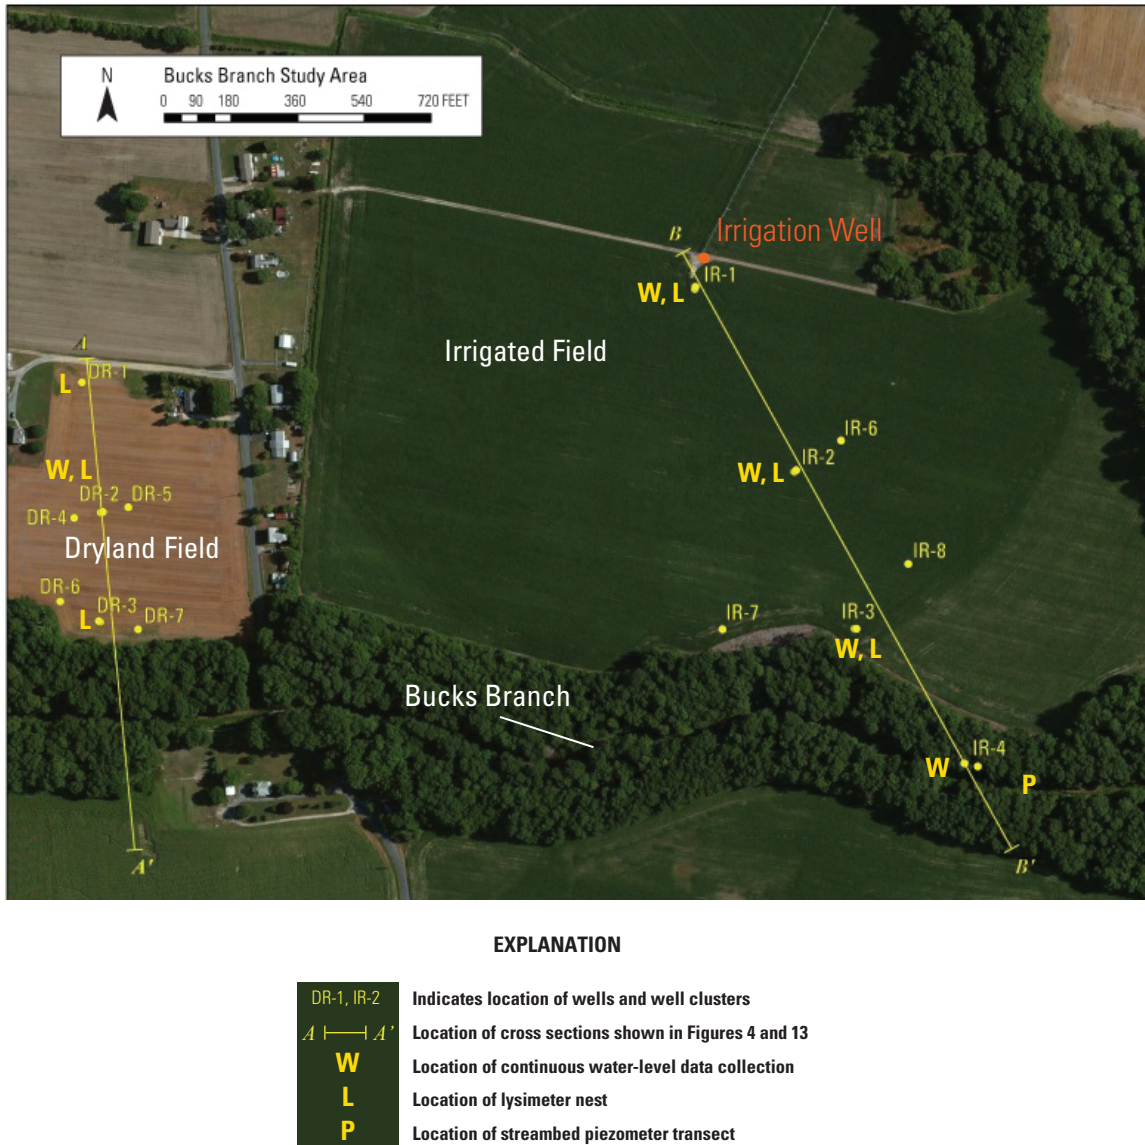 N
Bucks Branch Study Area
0 90 180 360 540 720 FEET
B
Irrigation Well
IR-1
W, L
Irrigated Field
A
DR-1
L
IR-6
W, L
IR-2
W, L
DR-2
DR-5
DR-4
Dryland Field
IR-8
DR-6
DR-3
L
DR-7
IR-7
IR-3
W, L
Bucks Branch
IR-4
W
P
A'
B'
EXPLANATION
DR-1, IR-2 Indicates location of wells and well clusters
A A' Location of cross sections shown in Figures 4 and 13
W Location of continuous water-level data collection
L Location of lysimeter nest
P Location of streambed piezometer transect